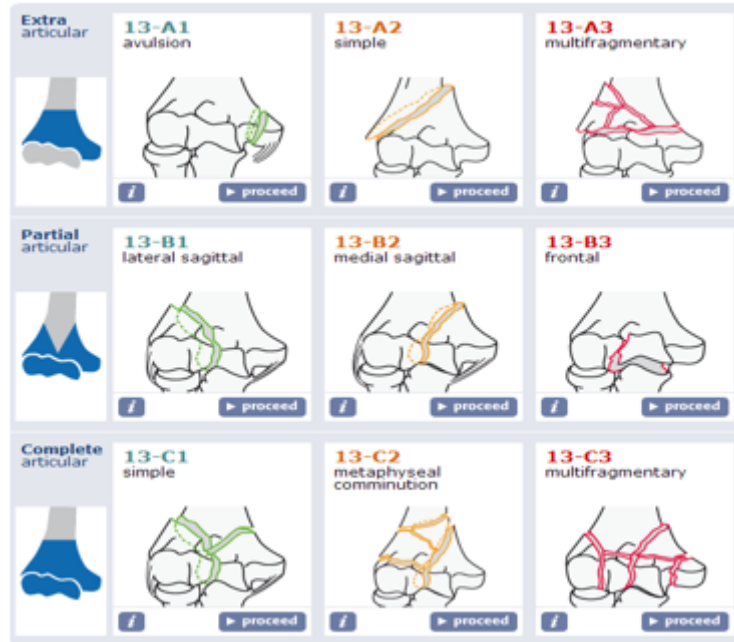 Extra
articular
13-A1
avulsion
13-A2
simple
13-A3
multifragmentary
i
▶ proceed
i
▶ proceed
i
▶ proceed
Partial
articular
13-B1
lateral sagittal
13-B2
medial sagittal
13-B3
frontal
i
▶ proceed
i
▶ proceed
i
▶ proceed
Complete
articular
13-C1
simple
13-C2
metaphyseal
comminution
13-C3
multifragmentary
i
▶ proceed
i
▶ proceed
i
▶ proceed